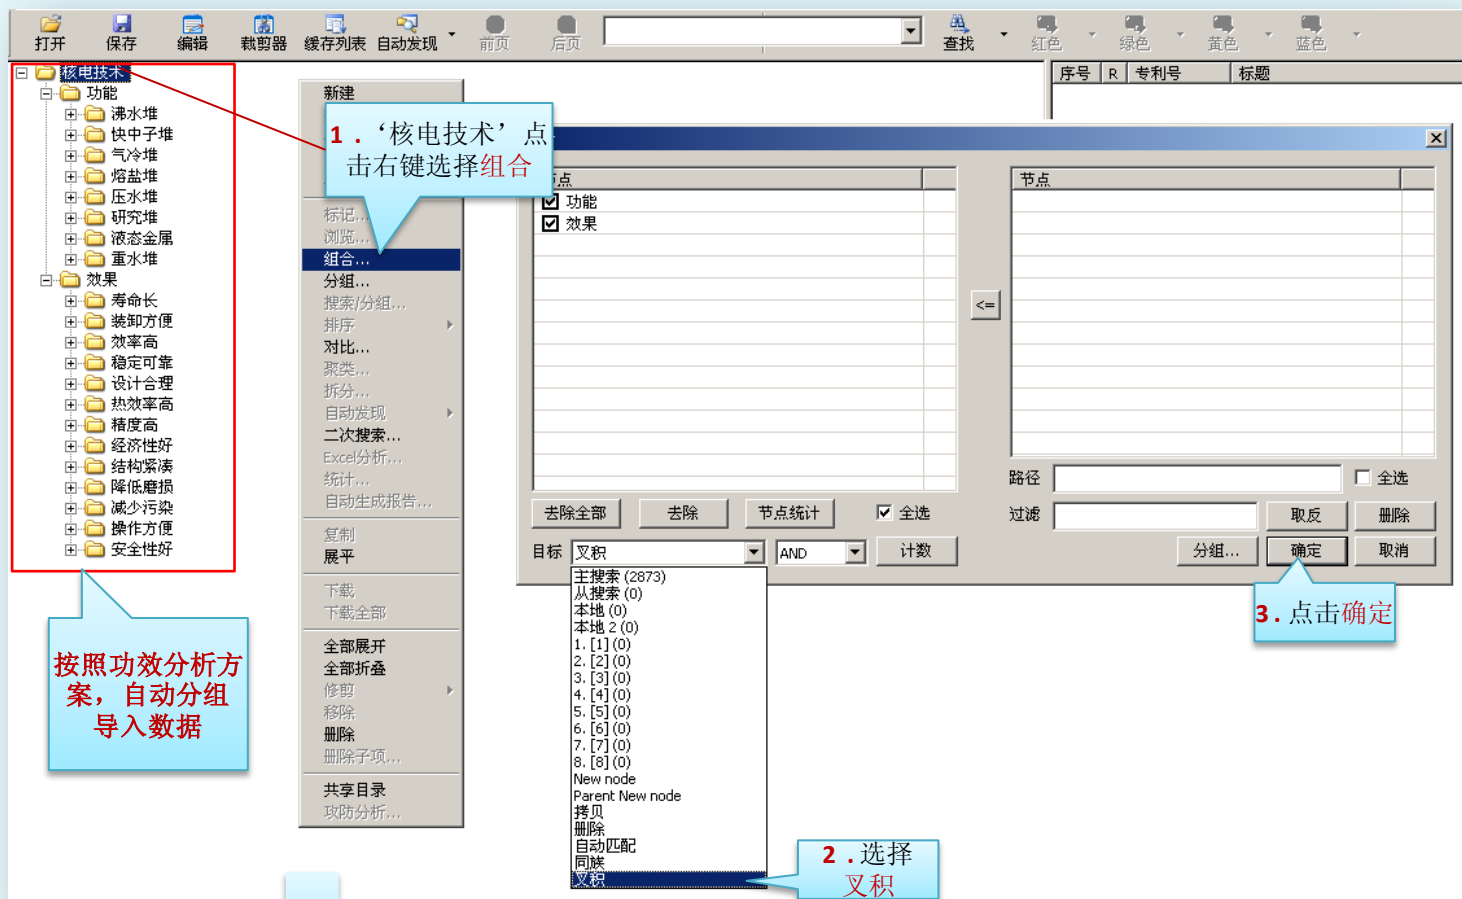 打开 保存 编辑 裁剪器 缓存列表 自动发现 前页 后页 查找 红色 绿色 黄色 蓝色
核电技术
功能
沸水堆
快中子堆
气冷堆
熔盐堆
压水堆
研究堆
液态金属
重水堆
效果
寿命长
装卸方便
效率高
稳定可靠
设计合理
热效率高
精度高
经济性好
结构紧凑
降低磨损
减少污染
操作方便
安全性好
按照功效分析方
案，自动分组
导入数据
新建
标记...
浏览...
组合...
分组...
搜索/分组...
排序
对比...
聚类...
拆分...
自动发现
二次搜索...
Excel分析...
统计...
自动生成报告...
复制
展平
下载
下载全部
全部展开
全部折叠
修剪
移除
删除
删除子项...
共享目录
攻防分析...
1．‘核电技术’点
击右键选择组合
序号 R 专利号 标题
点
功能
效果
节点
<=
路径 全选
过滤 取反 删除
去除全部 去除 节点统计 全选
目标 叉积 AND 计数
分组... 确定 取消
主搜索 (2873)
从搜索 (0)
本地 (0)
本地 2 (0)
1. [1] (0)
2. [2] (0)
3. [3] (0)
4. [4] (0)
5. [5] (0)
6. [6] (0)
7. [7] (0)
8. [8] (0)
New node
Parent New node
拷贝
删除
自动匹配
同族
叉积
2．选择
叉积
3．点击确定